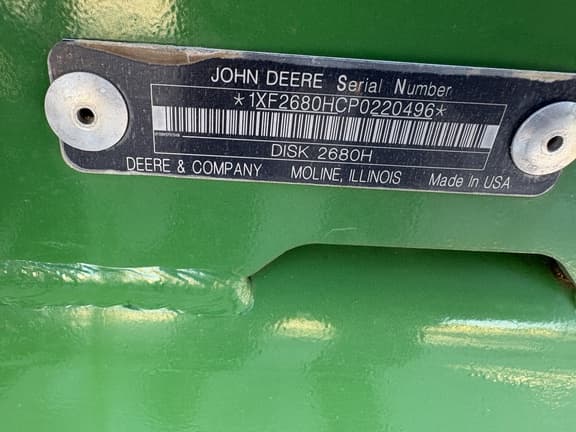 JOHN DEERE Serial Number
*1XF2680HCP0220496*
DISK 2680H
DEERE & COMPANY MOLINE, ILLINOIS Made In USA